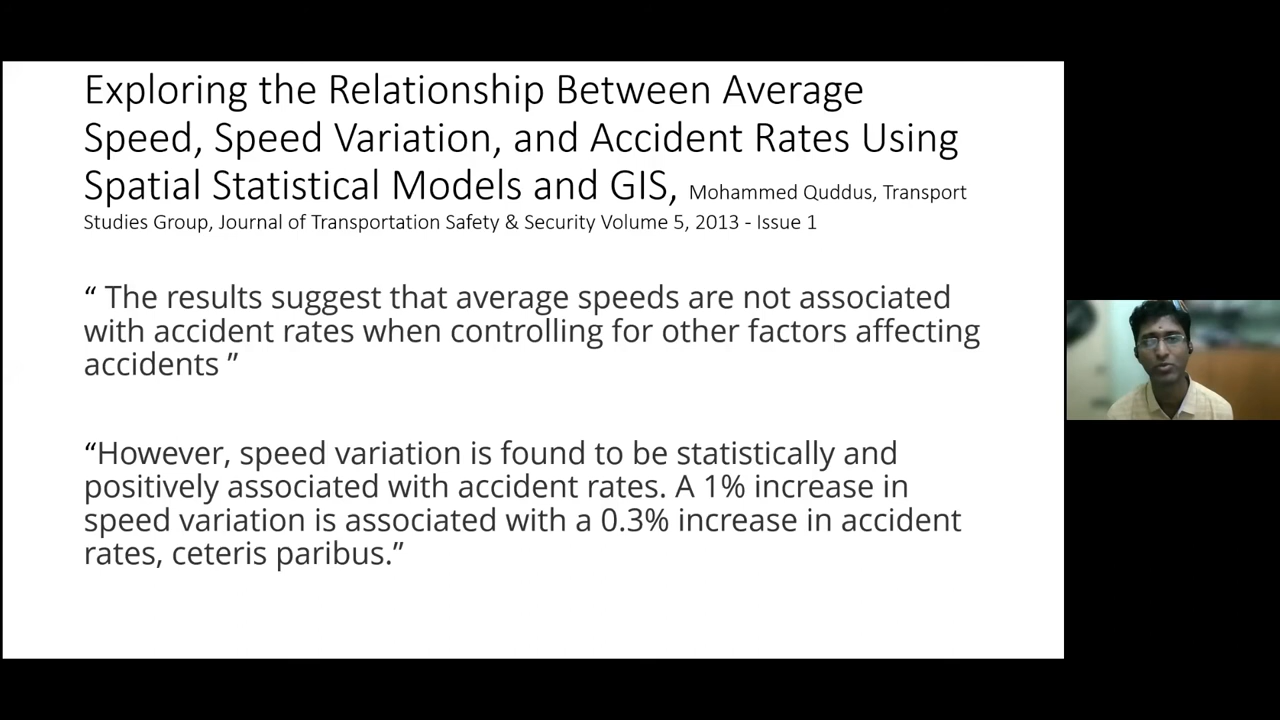 Exploring the Relationship Between Average
Speed, Speed Variation, and Accident Rates Using
Spatial Statistical Models and GIS, Mohammed Quddus, Transport
Studies Group, Journal of Transportation Safety & Security Volume 5, 2013 - Issue 1
“ The results suggest that average speeds are not associated
with accident rates when controlling for other factors affecting
accidents ”
“However, speed variation is found to be statistically and
positively associated with accident rates. A 1% increase in
speed variation is associated with a 0.3% increase in accident
rates, ceteris paribus.”